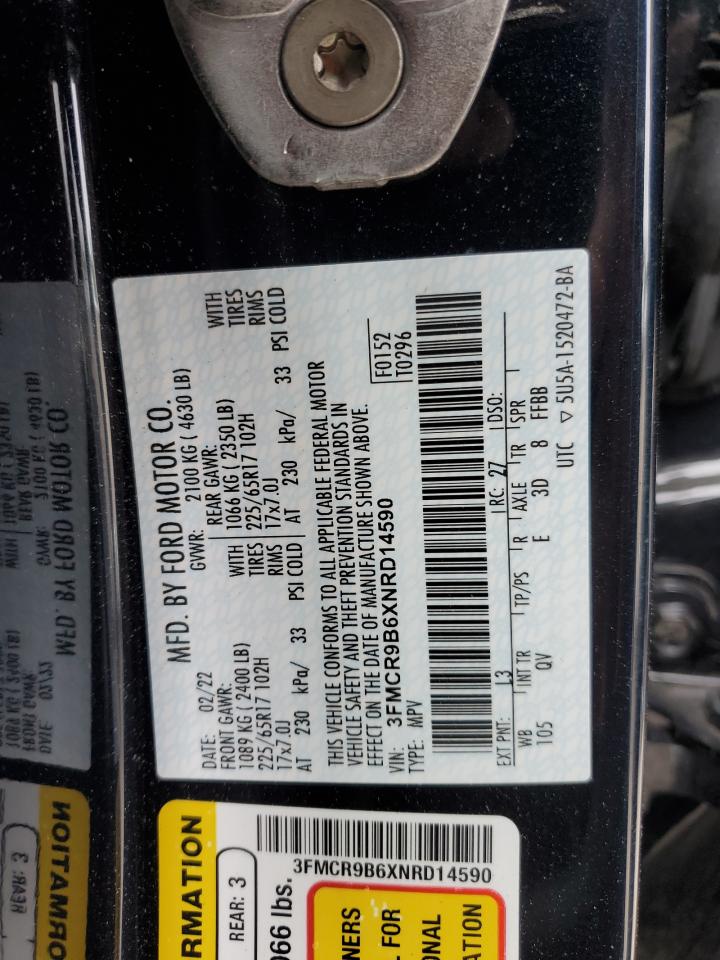 MFD. BY FORD MOTOR CO.
DATE: 02/22 GVWR: 2100 KG ( 4630 LB)
FRONT GAWR: REAR GAWR:
1089 KG ( 2400 LB) WITH 1066 KG ( 2350 LB) WITH
225/65R17 102H TIRES 225/65R17 102H TIRES
17x7.0J RIMS 17x7.0J RIMS
AT 230 kPa/ 33 PSI COLD AT 230 kPa/ 33 PSI COLD
THIS VEHICLE CONFORMS TO ALL APPLICABLE FEDERAL MOTOR
VEHICLE SAFETY AND THEFT PREVENTION STANDARDS IN
EFFECT ON THE DATE OF MANUFACTURE SHOWN ABOVE.
VIN: 3FMCR9B6XNRD14590
TYPE: MPV
F0152
T0296
EXT PNT: L3 RC: 27 DSO:
WB INT TR TP/PS R AXLE TR SPR
105 QV E 3D 8 FFBB
UTC ▽ 5U5A-1520472-BA
RMATION
REAR: 3
066 lbs.
3FMCR9B6XNRD14590
NERS
L FOR
ONAL
ATION